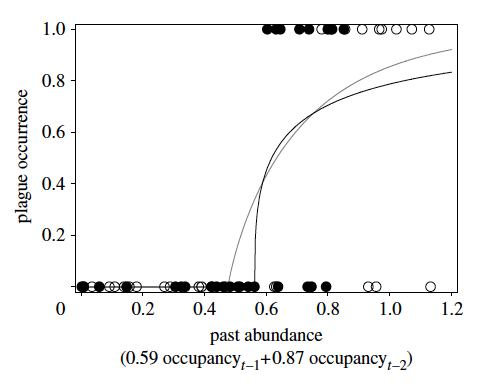 1.0
0.8
0.6
0.4
0.2
plague occurrence
0 0.2 0.4 0.6 0.8 1.0 1.2
past abundance
(0.59 occupancyt–1+0.87 occupancyt–2)